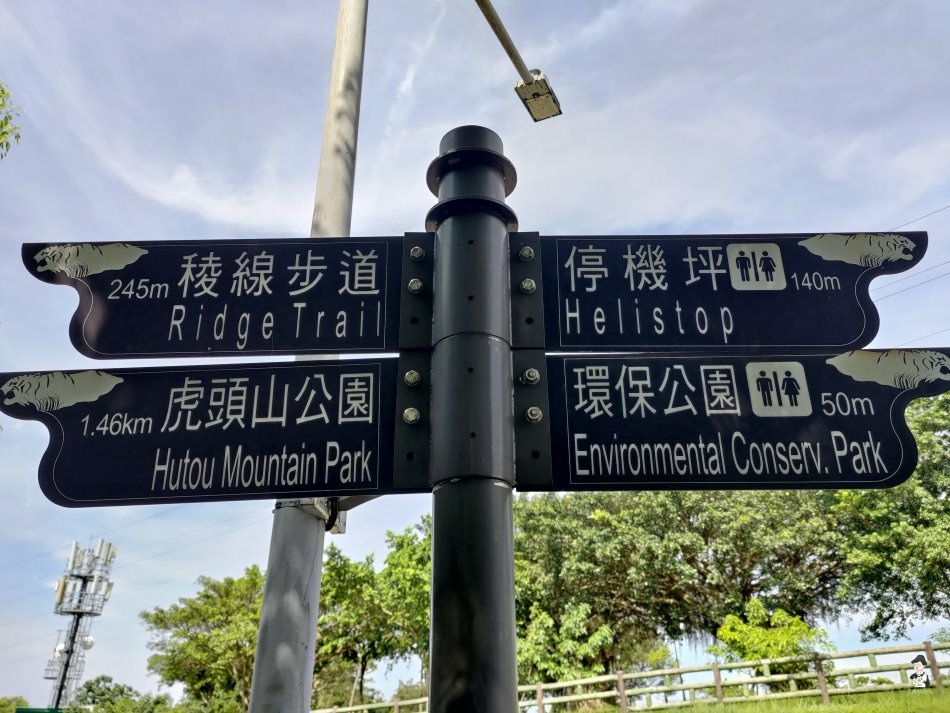 245m 稜線步道
Ridge Trail
停機坪 140m
Helistop
1.46km 虎頭山公園
Hutou Mountain Park
環保公園 50m
Environmental Conserv. Park